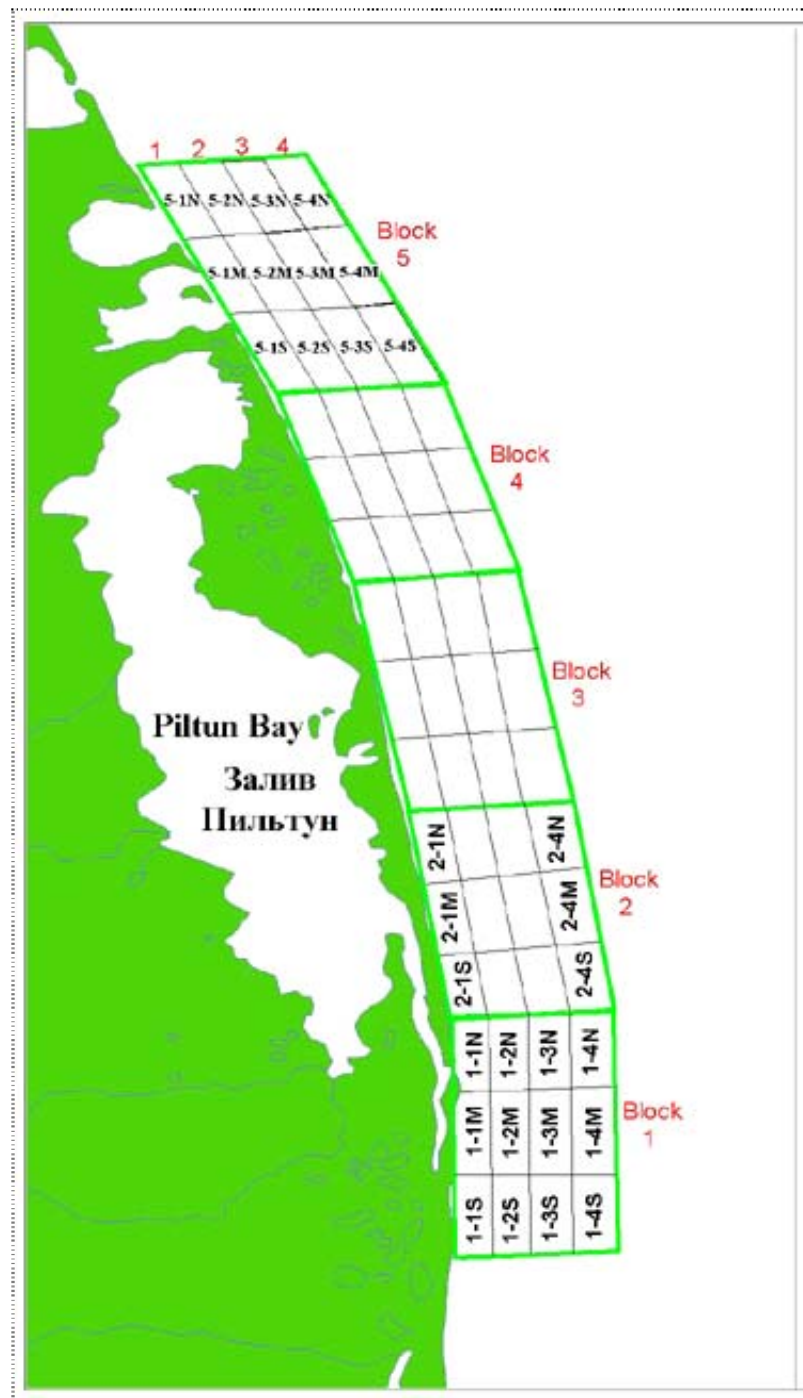 1 2 3 4
5-1N 5-2N 5-3N 5-4N
Block
5
5-1M 5-2M 5-3M 5-4M
5-1S 5-2S 5-3S 5-4S
Block
4
Block
3
Piltun Bay
Залив
Пильтун
2-1N 2-4N
Block
2
2-1M 2-4M
2-1S 2-4S
1-1N 1-2N 1-3N 1-4N
Block
1
1-1M 1-2M 1-3M 1-4M
1-1S 1-2S 1-3S 1-4S